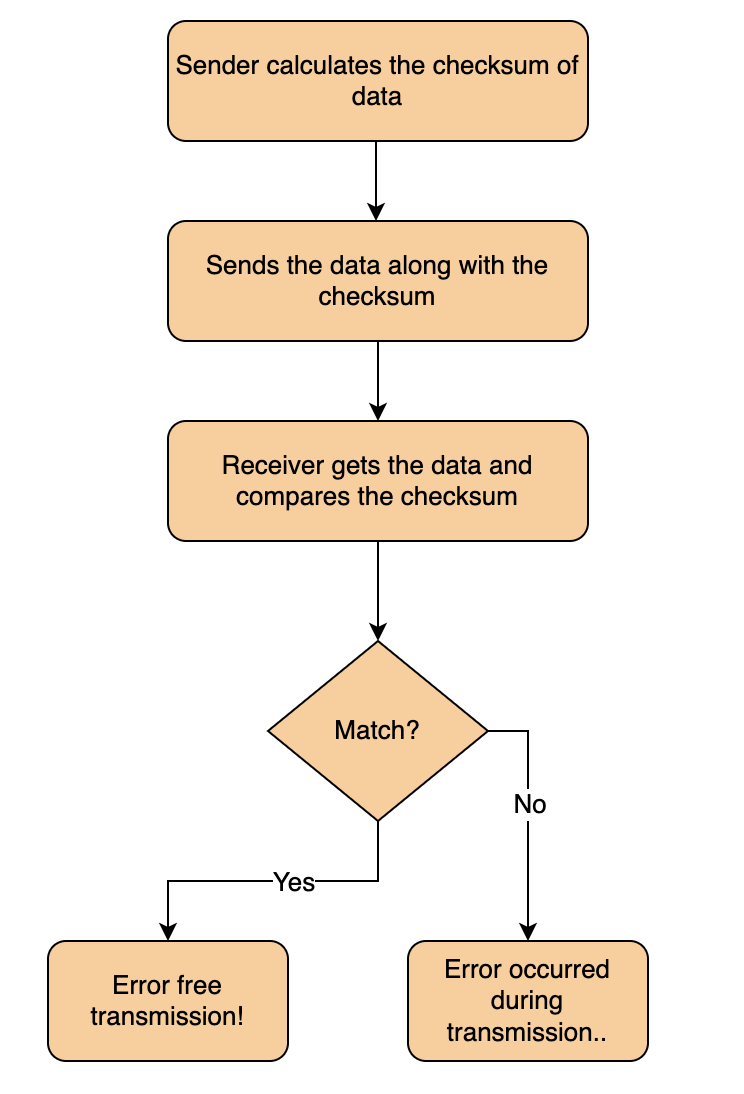 Sender calculates the checksum of
data
Sends the data along with the
checksum
Receiver gets the data and
compares the checksum
Match?
No
Yes
Error free
transmission!
Error occurred
during
transmission..